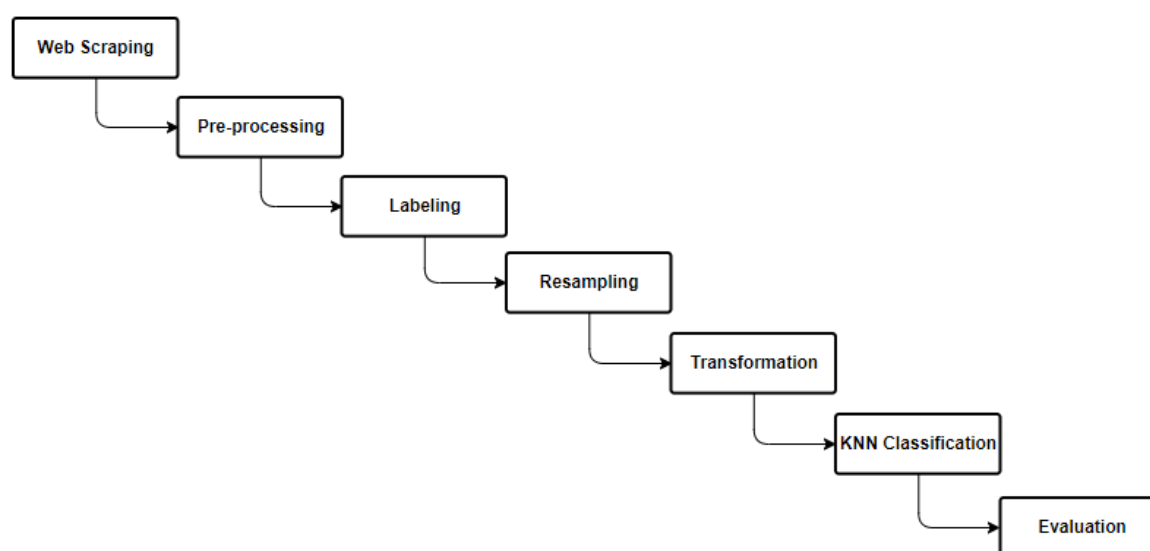 Web Scraping
Pre-processing
Labeling
Resampling
Transformation
KNN Classification
Evaluation